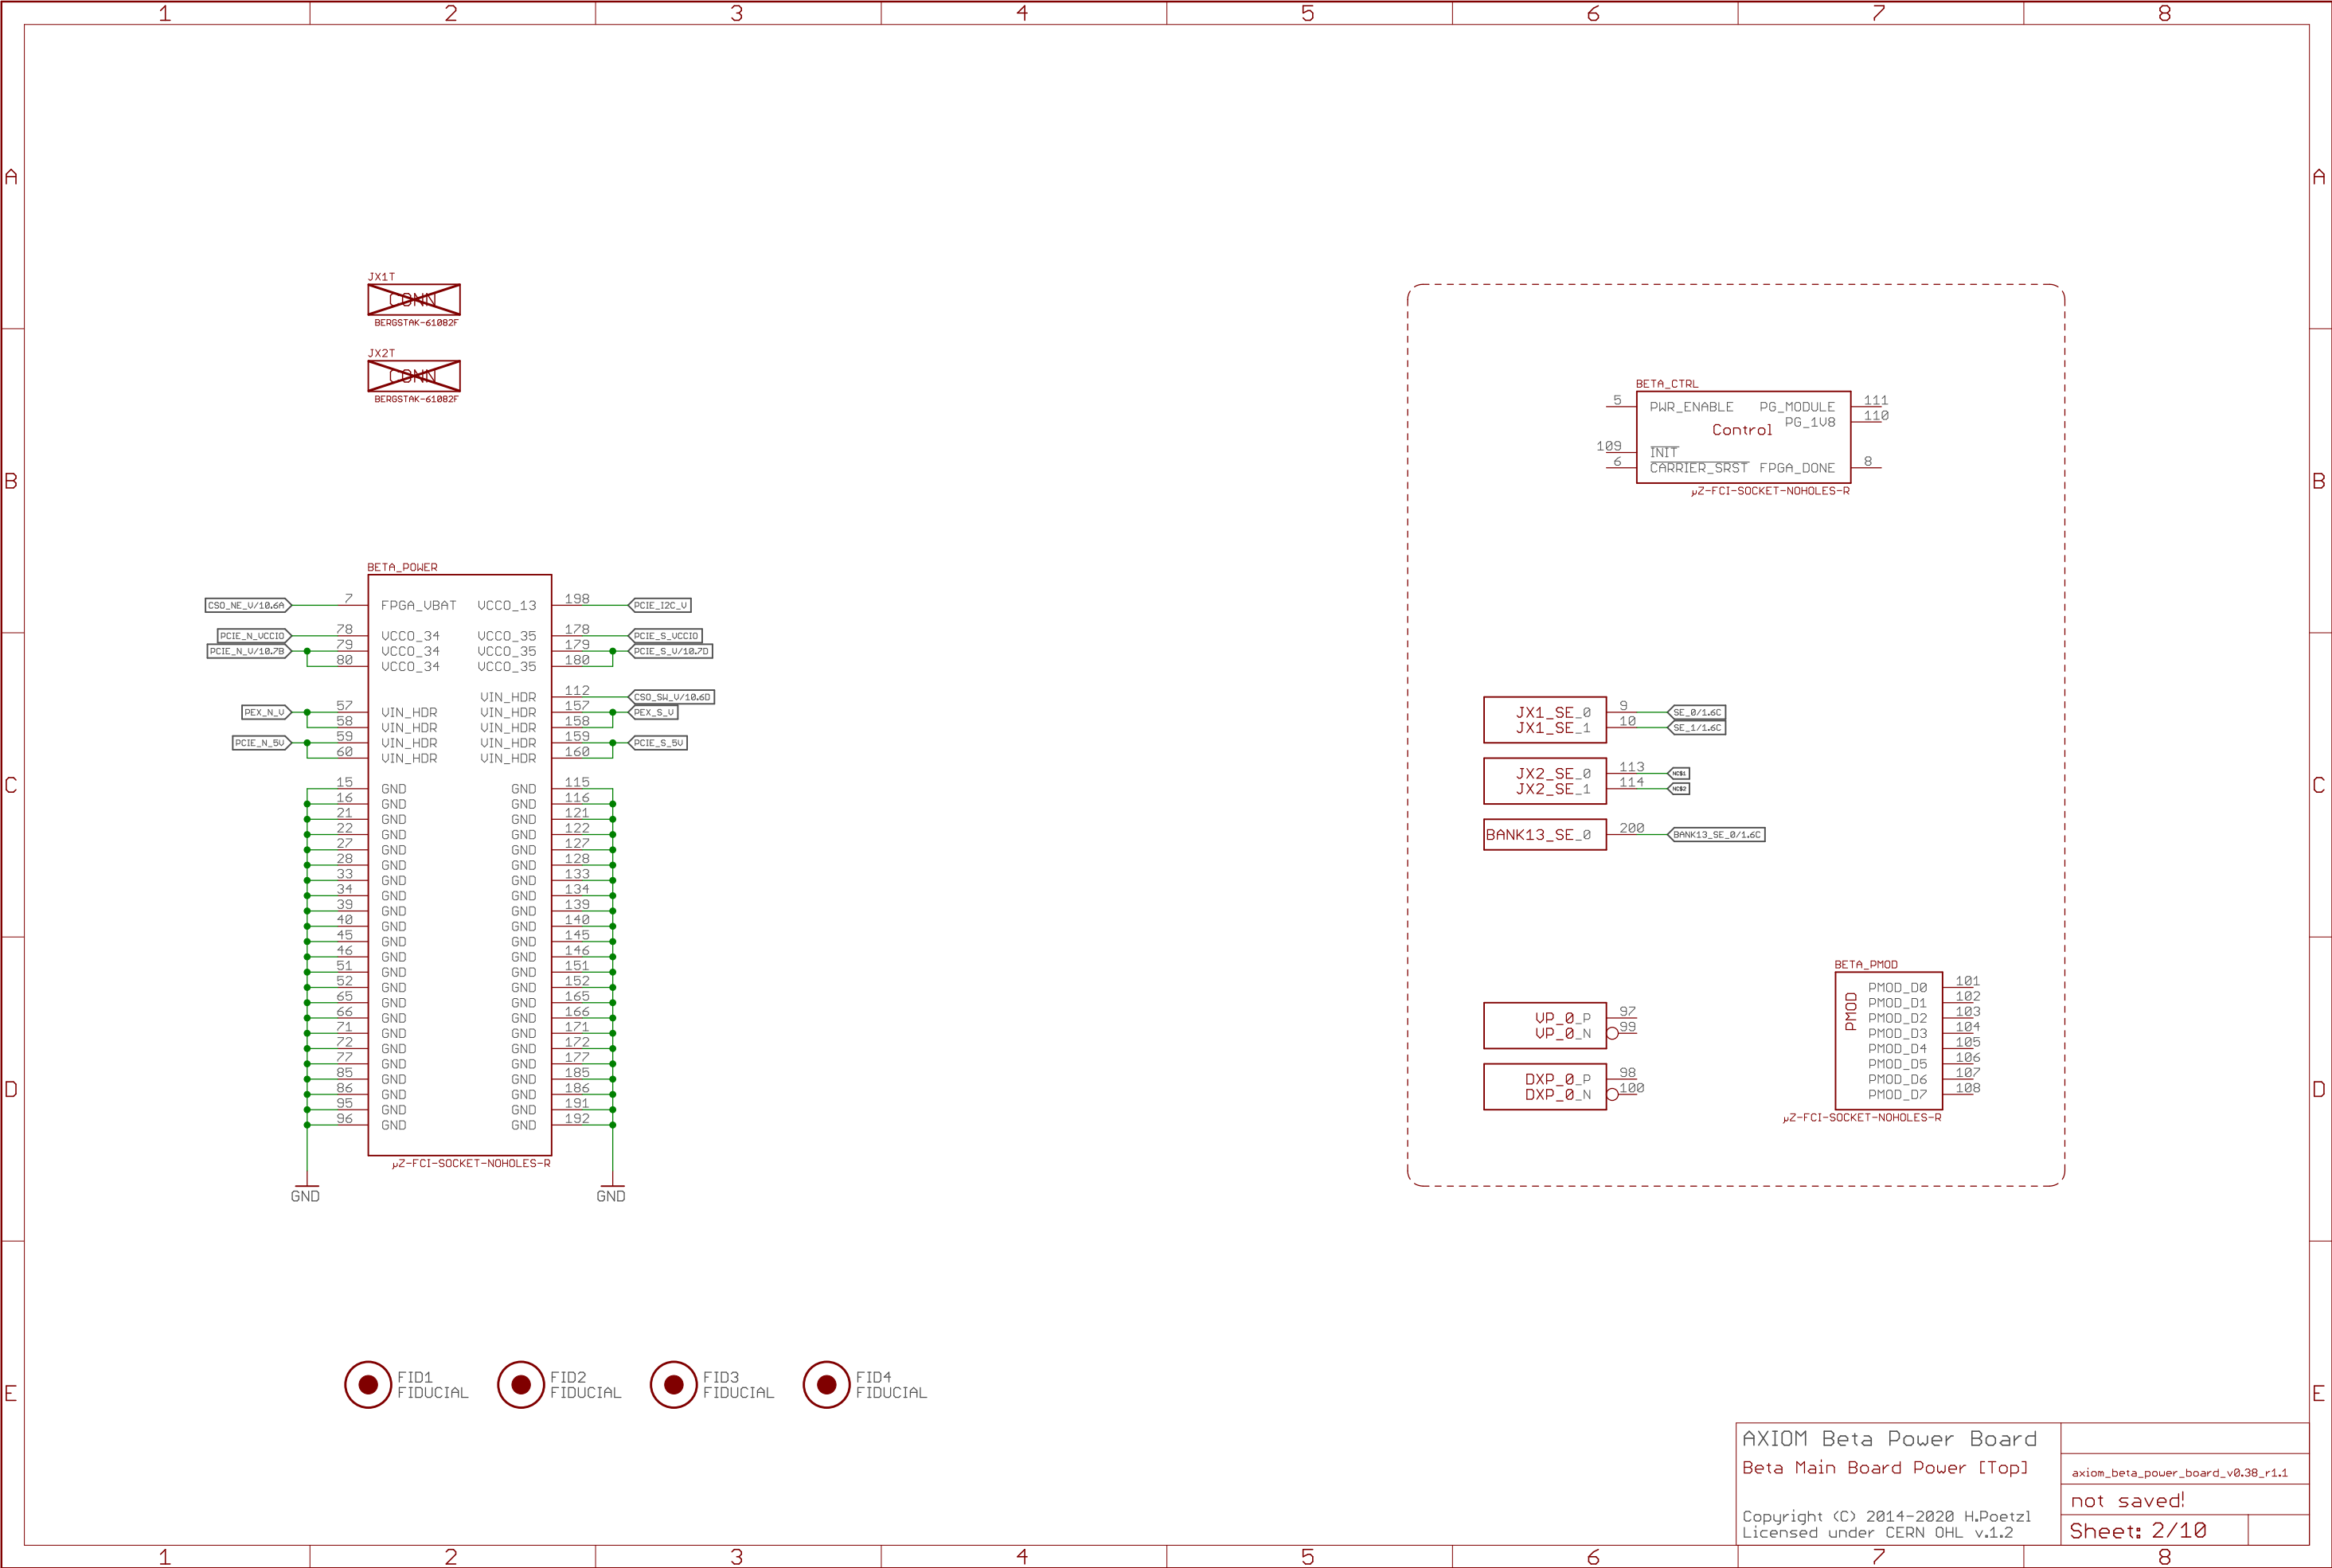 1 2 3 4 5 6 7 8
A A
B B
C C
D D
E E
JX1T
CONN
BERGSTAK-61082F
JX2T
CONN
BERGSTAK-61082F
BETA_POWER
CSO_NE_V/10.6A 7 FPGA_VBAT VCCO_13 198 PCIE_I2C_V
PCIE_N_VCCIO 78 VCCO_34 VCCO_35 178 PCIE_S_VCCIO
PCIE_N_V/10.7B 79 VCCO_34 VCCO_35 179 PCIE_S_V/10.7D
80 VCCO_34 VCCO_35 180
VIN_HDR 112 CSO_SW_V/10.6D
PEX_N_V 57 VIN_HDR VIN_HDR 157 PEX_S_V
58 VIN_HDR VIN_HDR 158
PCIE_N_5V 59 VIN_HDR VIN_HDR 159 PCIE_S_5V
60 VIN_HDR VIN_HDR 160
15 GND GND 115
16 GND GND 116
21 GND GND 121
22 GND GND 122
27 GND GND 127
28 GND GND 128
33 GND GND 133
34 GND GND 134
39 GND GND 139
40 GND GND 140
45 GND GND 145
46 GND GND 146
51 GND GND 151
52 GND GND 152
65 GND GND 165
66 GND GND 166
71 GND GND 171
72 GND GND 172
77 GND GND 177
85 GND GND 185
86 GND GND 186
95 GND GND 191
96 GND GND 192
µZ-FCI-SOCKET-NOHOLES-R
GND GND
BETA_CTRL
5 PWR_ENABLE PG_MODULE 111
PG_1V8 110
Control
109 INIT
6 CARRIER_SRST FPGA_DONE 8
µZ-FCI-SOCKET-NOHOLES-R
JX1_SE_0 9 SE_0/1.6C
JX1_SE_1 10 SE_1/1.6C
JX2_SE_0 113 NC$1
JX2_SE_1 114 NC$2
BANK13_SE_0 200 BANK13_SE_0/1.6C
VP_0_P 97
VP_0_N 99
DXP_0_P 98
DXP_0_N 100
BETA_PMOD
PMOD
PMOD_D0 101
PMOD_D1 102
PMOD_D2 103
PMOD_D3 104
PMOD_D4 105
PMOD_D5 106
PMOD_D6 107
PMOD_D7 108
µZ-FCI-SOCKET-NOHOLES-R
FID1 FID2 FID3 FID4
FIDUCIAL FIDUCIAL FIDUCIAL FIDUCIAL
AXIOM Beta Power Board
Beta Main Board Power [Top]
Copyright (C) 2014-2020 H.Poetzl
Licensed under CERN OHL v.1.2
axiom_beta_power_board_v0.38_r1.1
not saved!
Sheet: 2/10
1 2 3 4 5 6 7 8